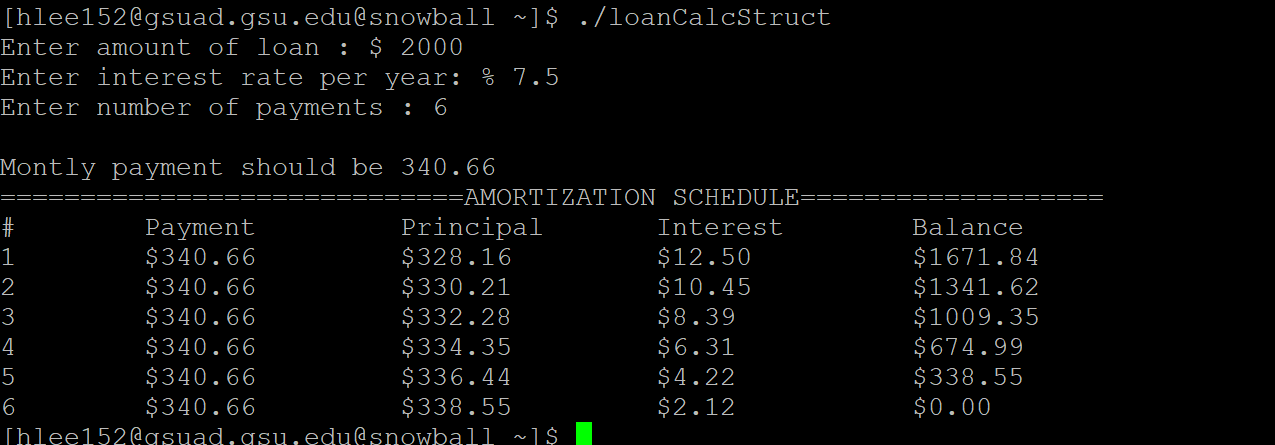 [hlee152@gsuad.gsu.edu@snowball ~]$ ./loanCalcStruct
Enter amount of loan : $ 2000
Enter interest rate per year: % 7.5
Enter number of payments : 6
Montly payment should be 340.66
=============================AMORTIZATION SCHEDULE===================
# Payment Principal Interest Balance
1 $340.66 $328.16 $12.50 $1671.84
2 $340.66 $330.21 $10.45 $1341.62
3 $340.66 $332.28 $8.39 $1009.35
4 $340.66 $334.35 $6.31 $674.99
5 $340.66 $336.44 $4.22 $338.55
6 $340.66 $338.55 $2.12 $0.00
[hlee152@gsuad.gsu.edu@snowball ~]$